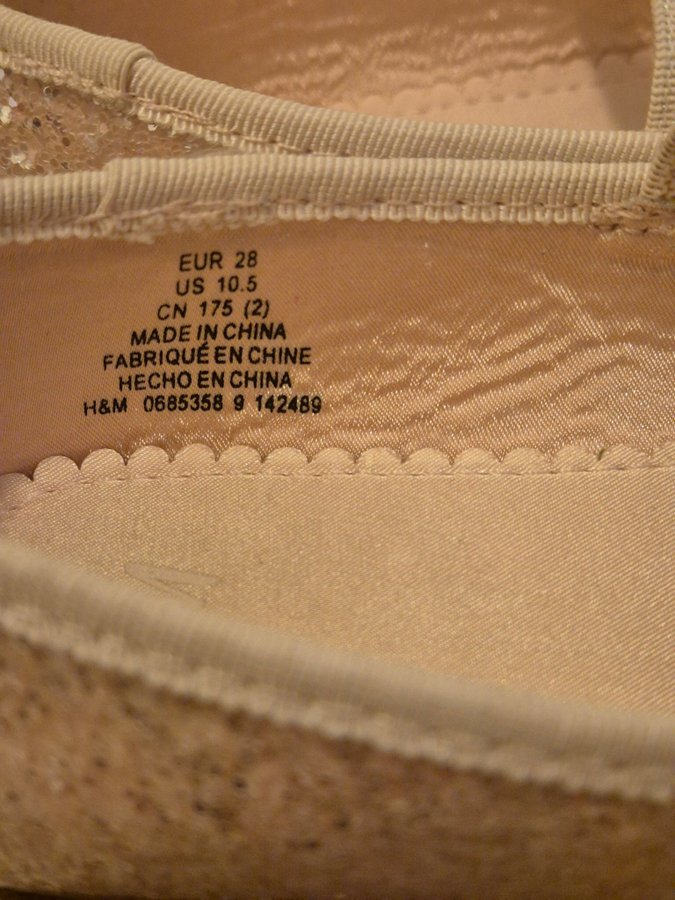 EUR 28
US 10.5
CN 175 (2)
MADE IN CHINA
FABRIQUÉ EN CHINE
HECHO EN CHINA
H&M 0685358 9 142489